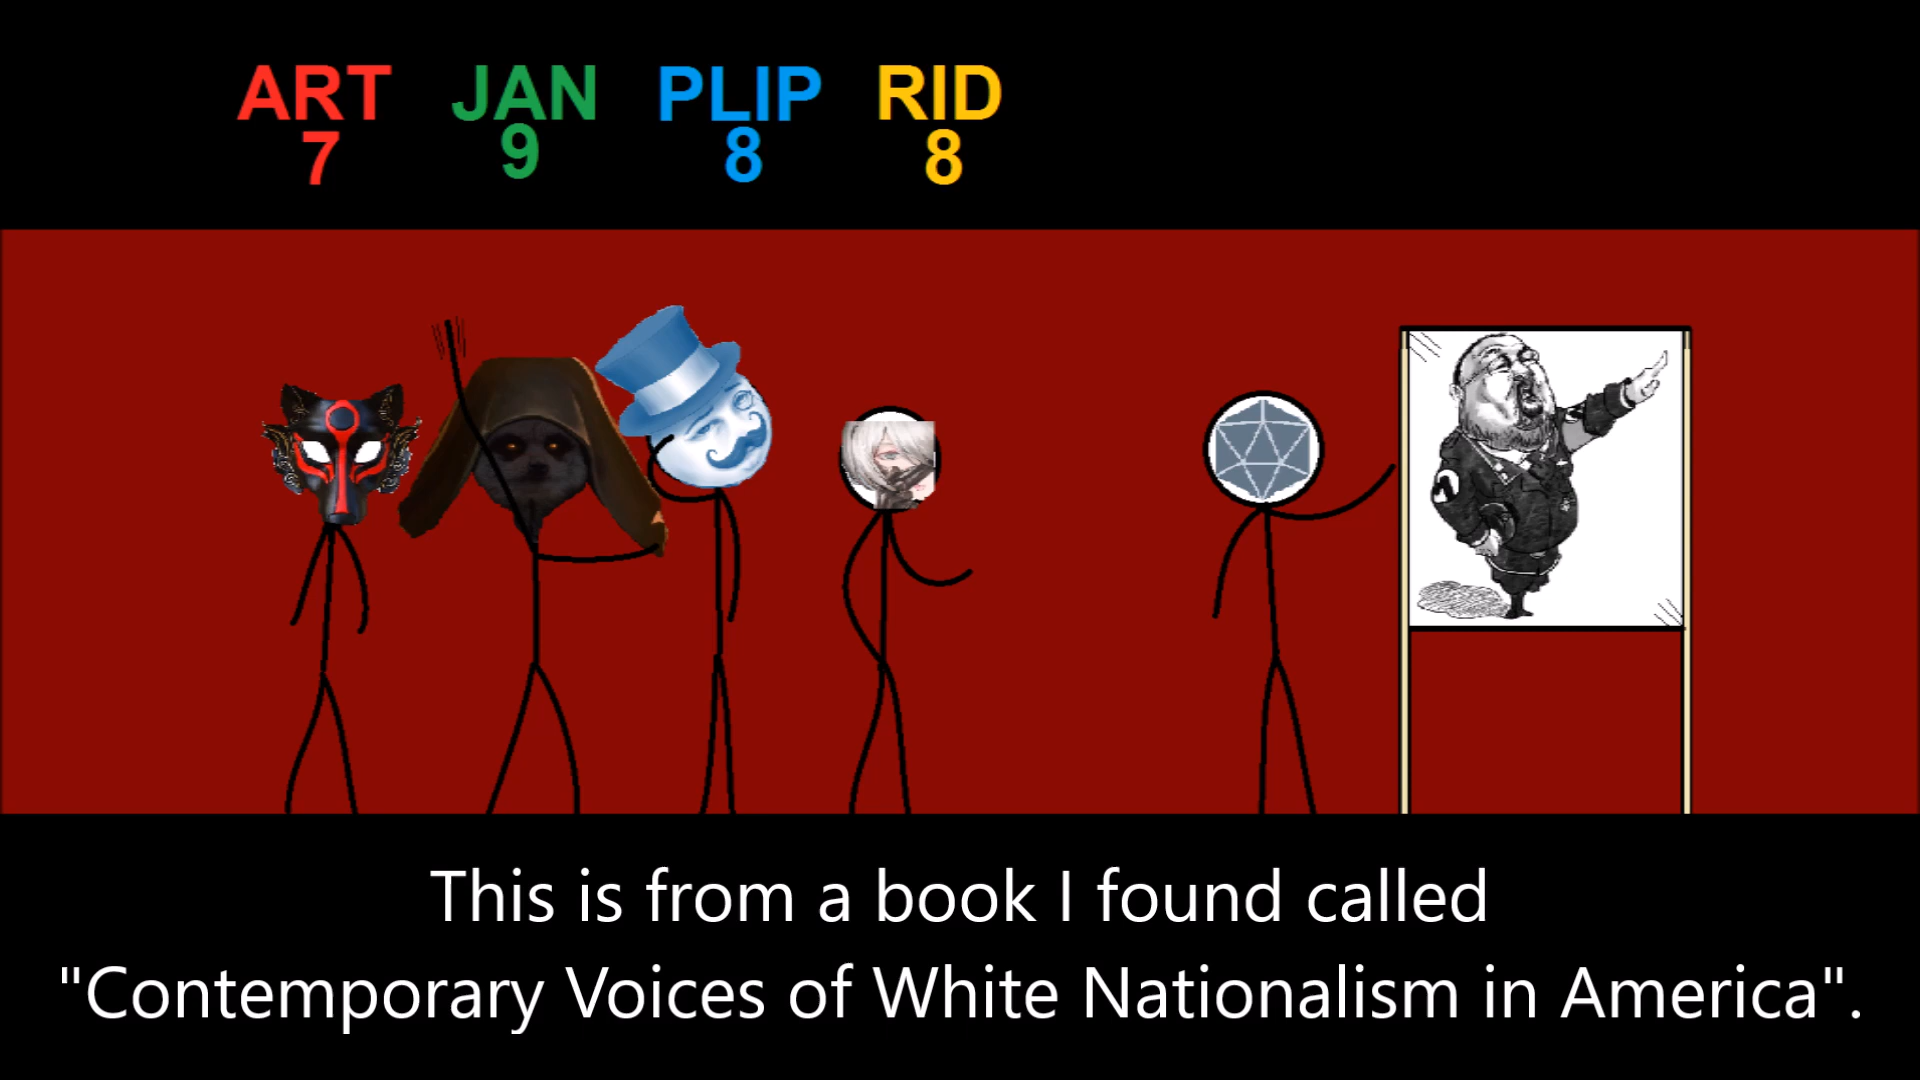 ART JAN PLIP RID
7 9 8 8
This is from a book I found called
"Contemporary Voices of White Nationalism in America".